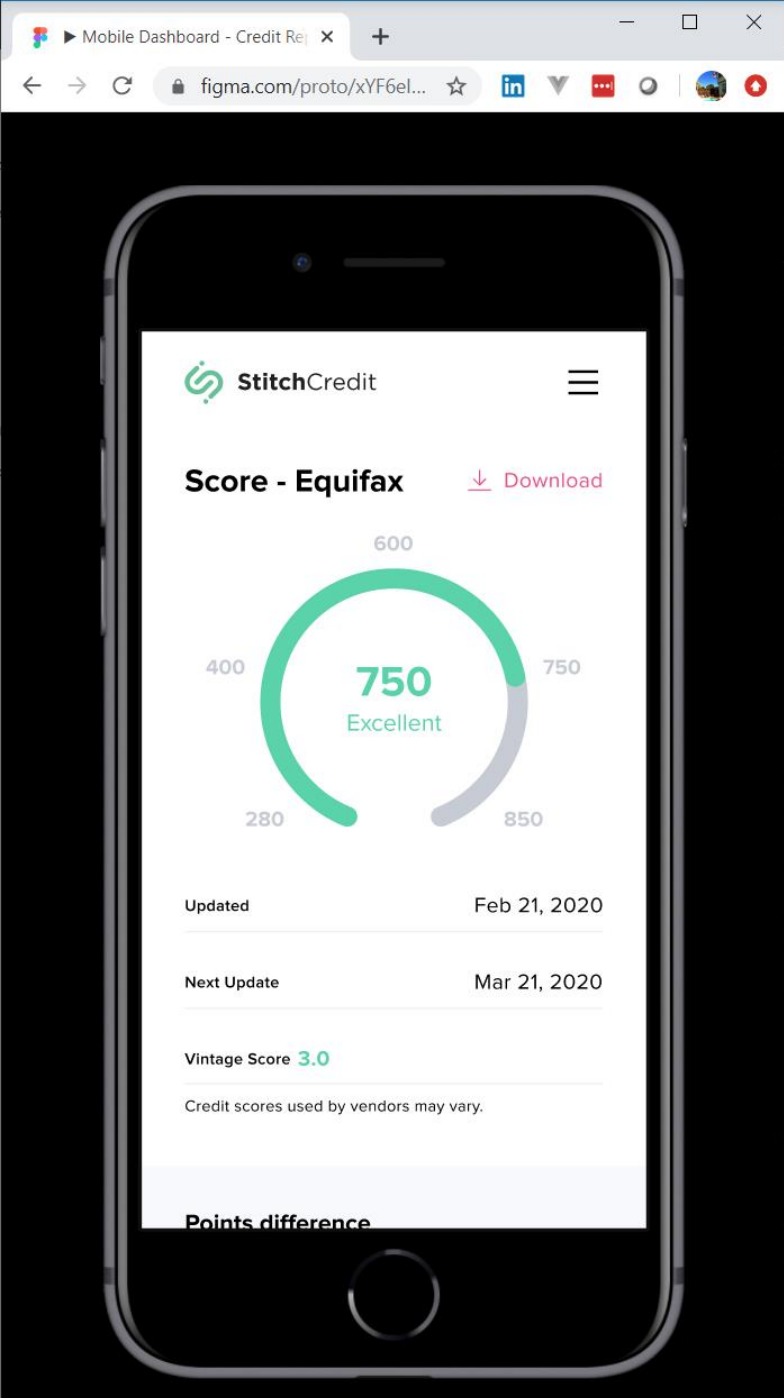 Mobile Dashboard - Credit Re
figma.com/proto/xYF6el...
in
StitchCredit
Score - Equifax
Download
600
400
750
750
Excellent
280
850
Updated
Feb 21, 2020
Next Update
Mar 21, 2020
Vintage Score 3.0
Credit scores used by vendors may vary.
Points difference